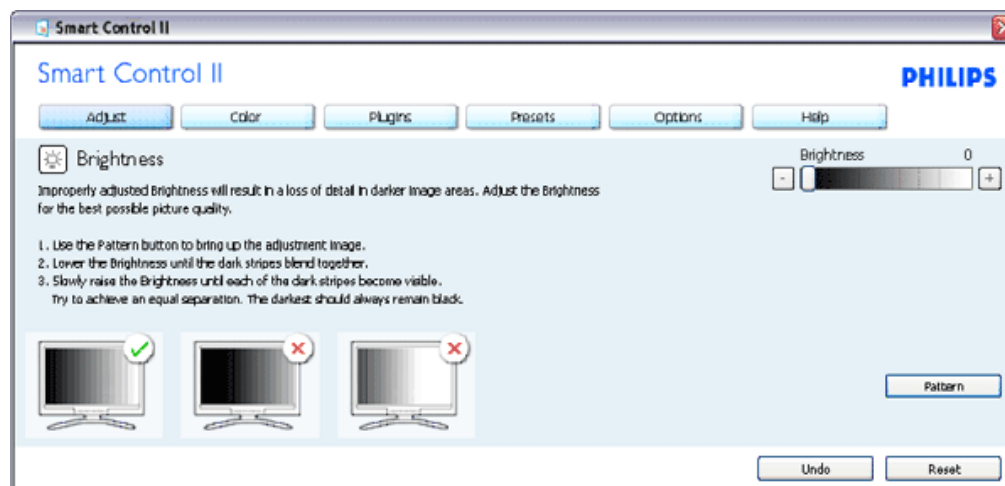 Smart Control II
Smart Control II
PHILIPS
Adjust Color Plugins Presets Options Help
Brightness
Brightness 0
- +
Improperly adjusted Brightness will result in a loss of detail in darker image areas. Adjust the Brightness
for the best possible picture quality.
1. Use the Pattern button to bring up the adjustment image.
2. Lower the Brightness until the dark stripes blend together.
3. Slowly raise the Brightness until each of the dark stripes become visible.
Try to achieve an equal separation. The darkest should always remain black.
Pattern
Undo Reset